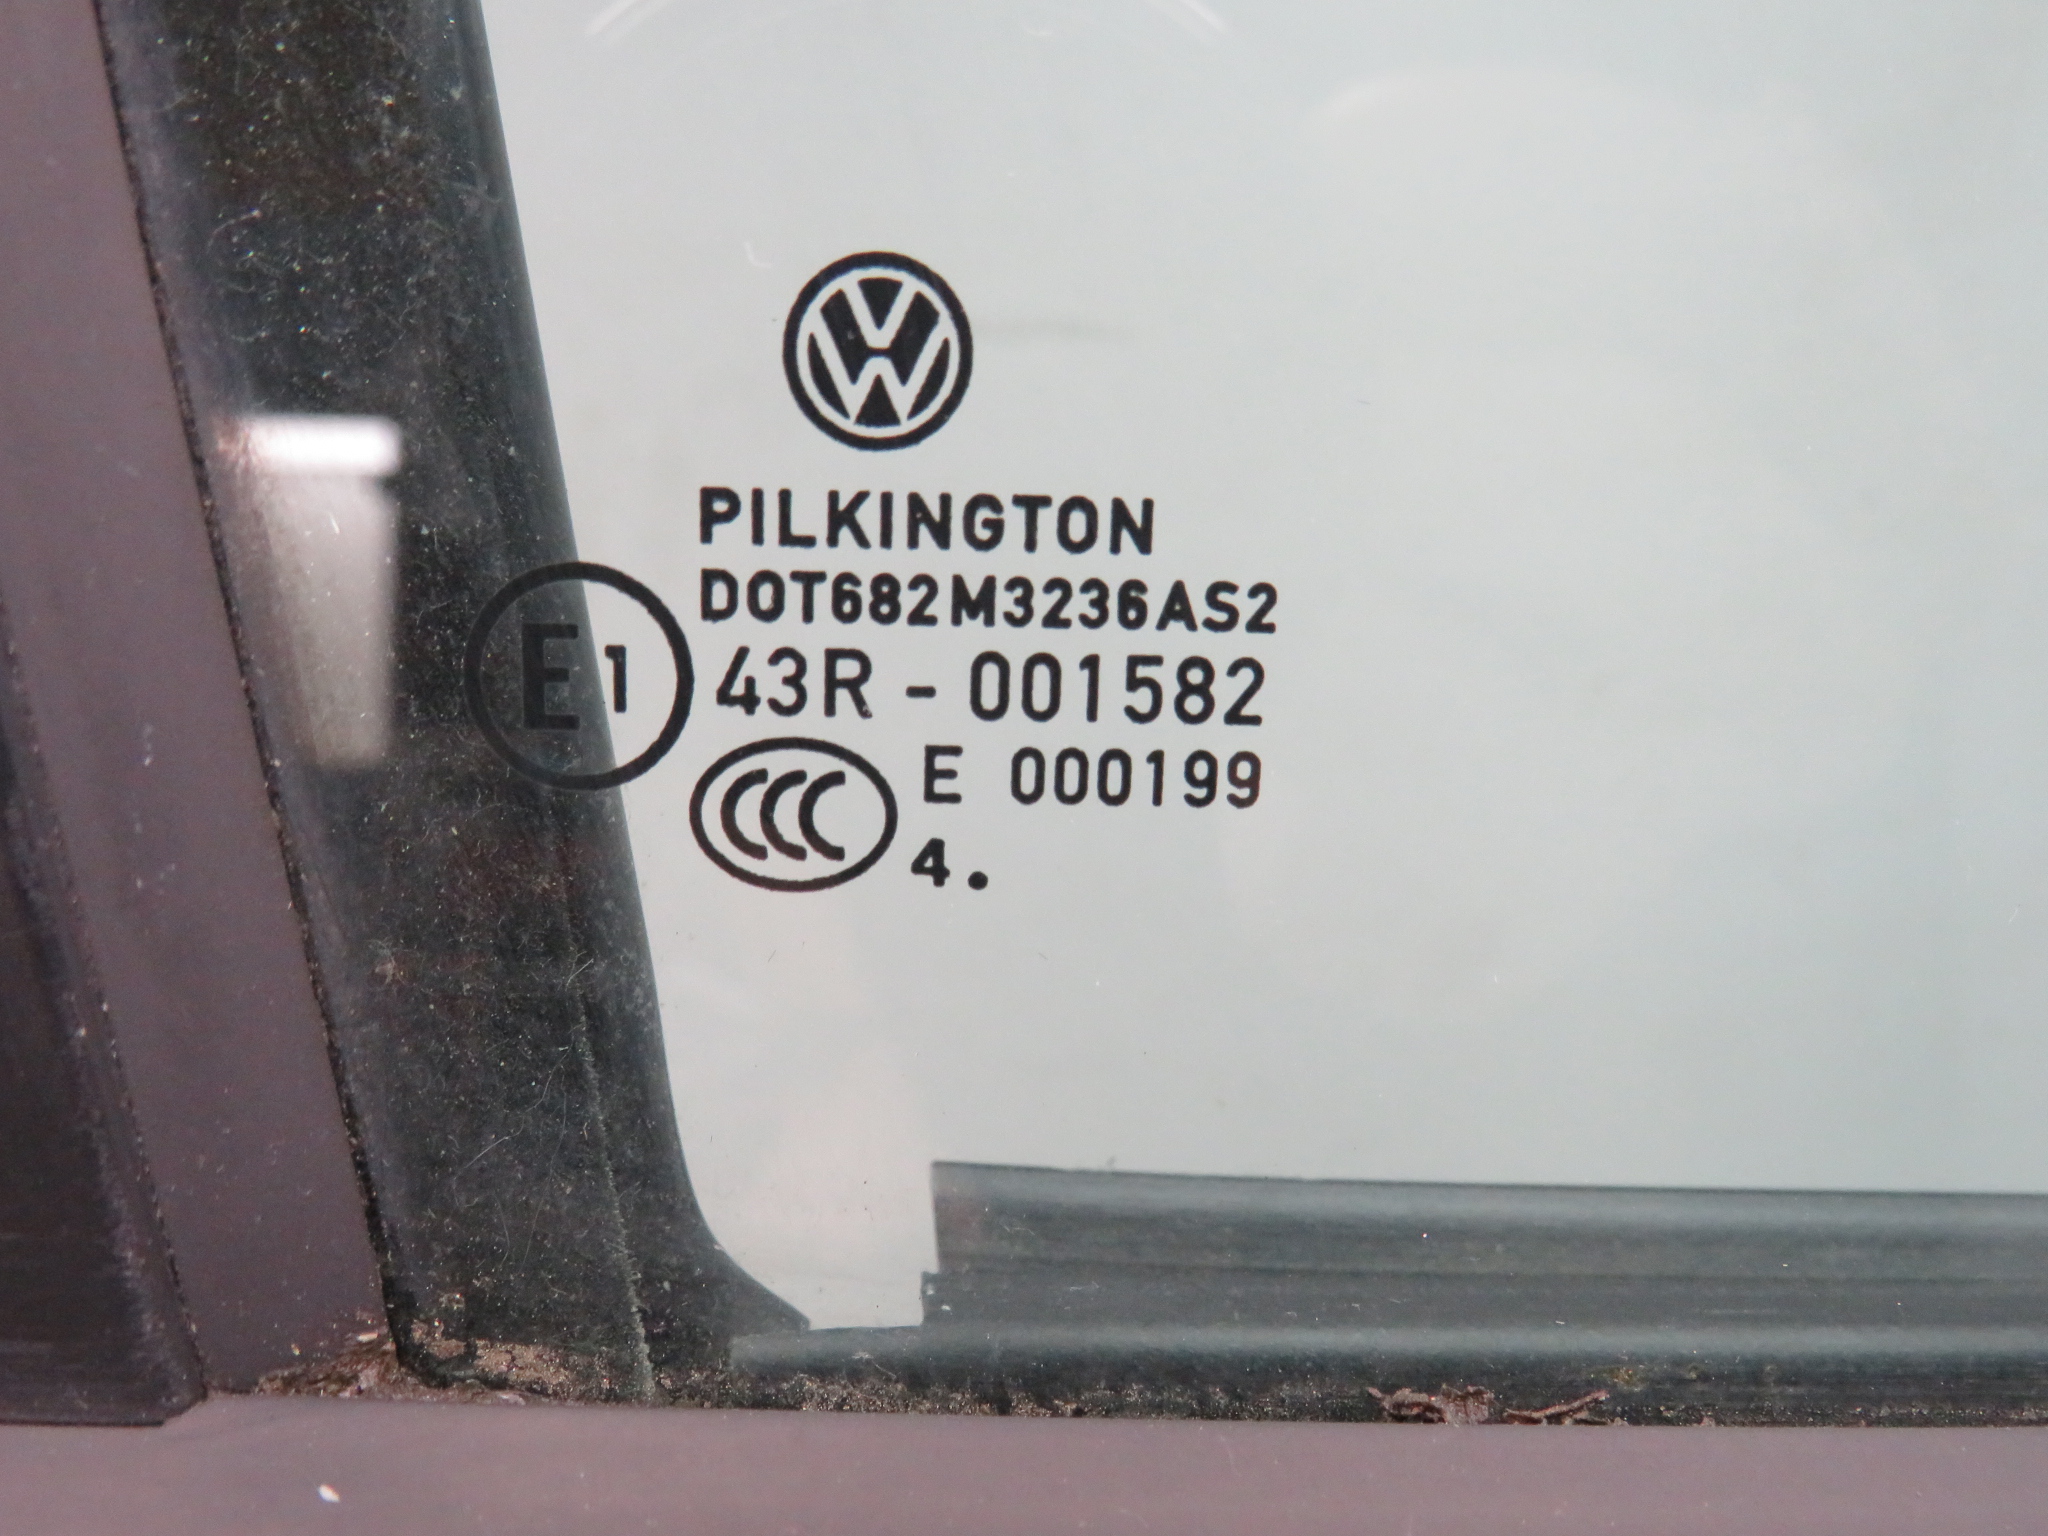 PILKINGTON
DOT682M3236AS2
E1 43R - 001582
CCC E 000199
4.